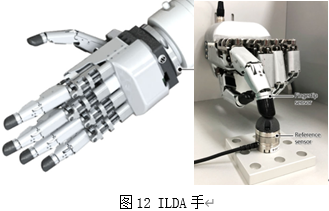 Fingertip
sensor
Reference
sensor
图12 ILDA手